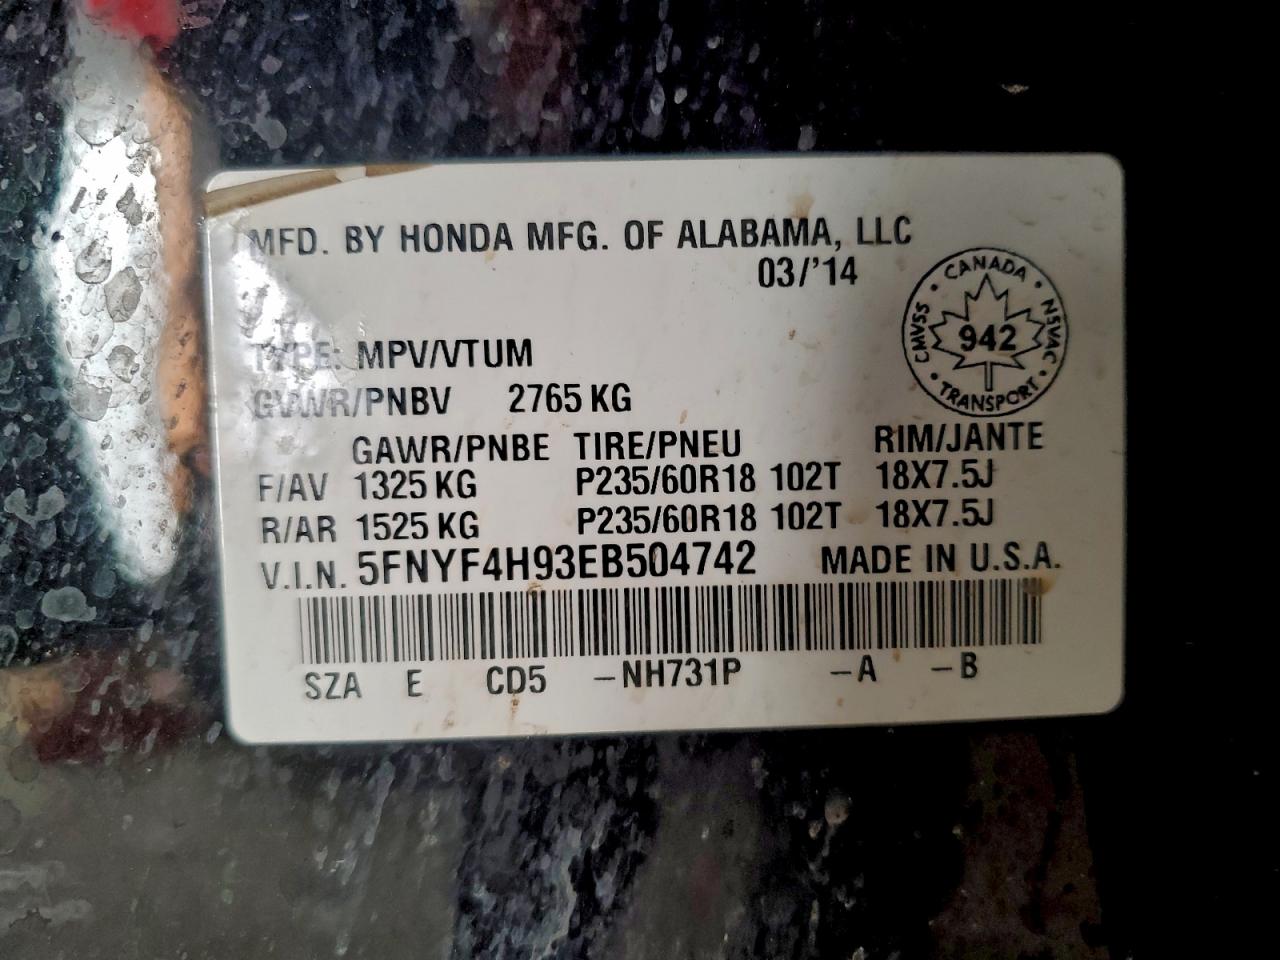 MFD. BY HONDA MFG. OF ALABAMA, LLC
03/'14
CANADA
CMVSS
NSVAC
942
TRANSPORT
TYPE: MPV/VTUM
GVWR/PNBV 2765 KG
GAWR/PNBE TIRE/PNEU RIM/JANTE
F/AV 1325 KG P235/60R18 102T 18X7.5J
R/AR 1525 KG P235/60R18 102T 18X7.5J
V.I.N. 5FNYF4H93EB504742 MADE IN U.S.A.
SZA E CD5 –NH731P –A –B